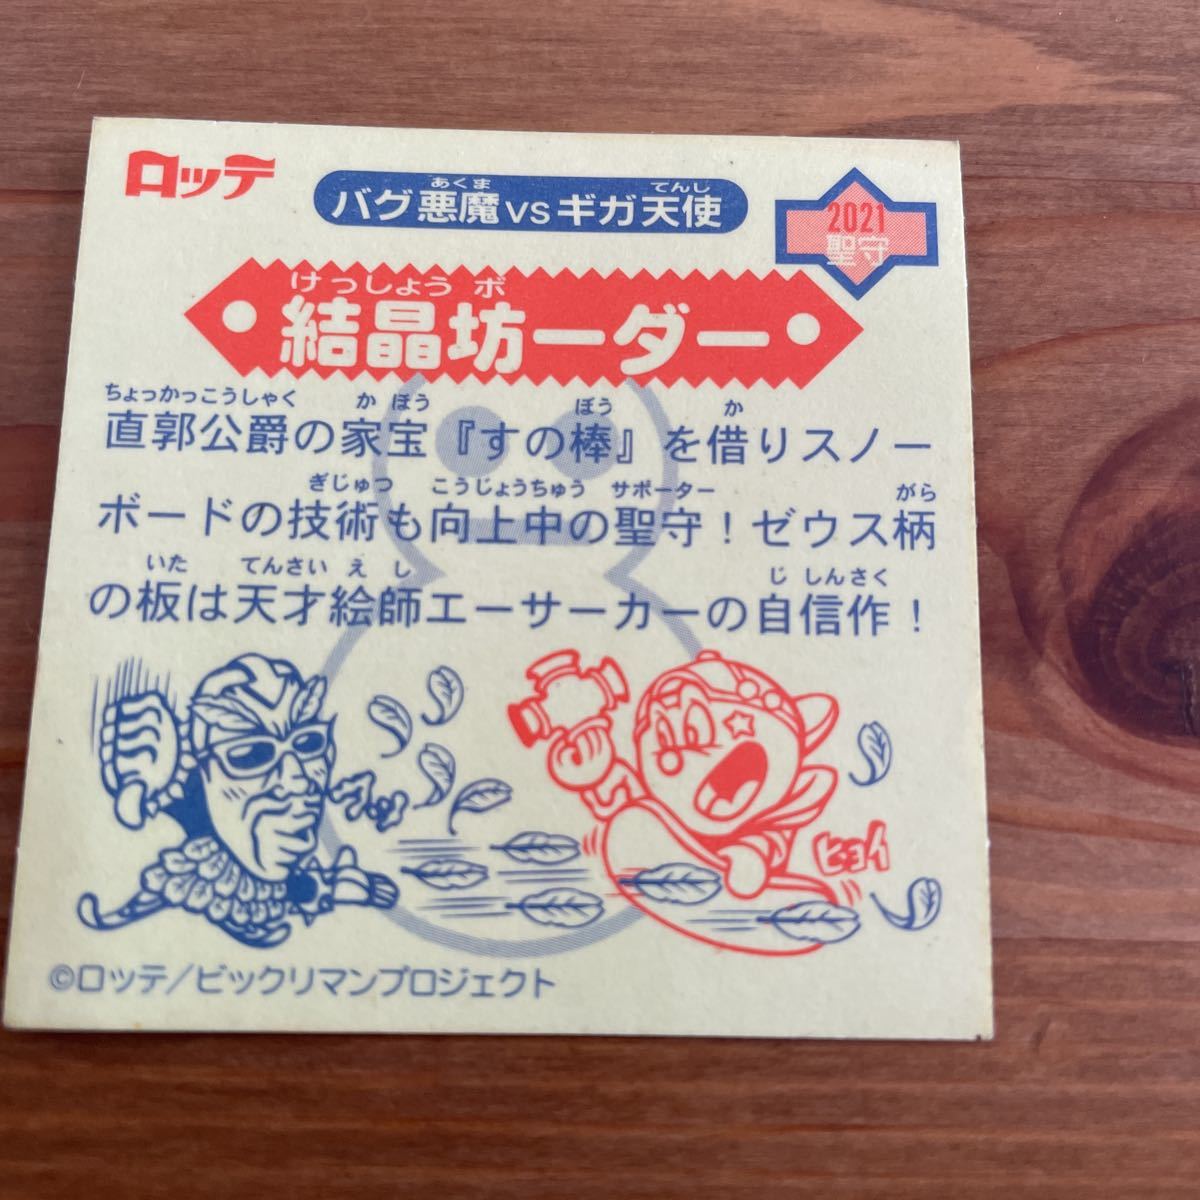 ロッテ
バグ悪魔vsギガ天使
あくま てんし
2021
聖守
けっしょう ボ
結晶坊ーダー
ちょっかっこうしゃく か ほう ぼう か
直郭公爵の家宝『すの棒』を借りスノー
ぎじゅつ こうじょうちゅう サポーター がら
ボードの技術も向上中の聖守！ゼウス柄
いた てんさい え し じ しんさく
の板は天才絵師エーサーカーの自信作！
ヒョイ
©ロッテ/ビックリマンプロジェクト